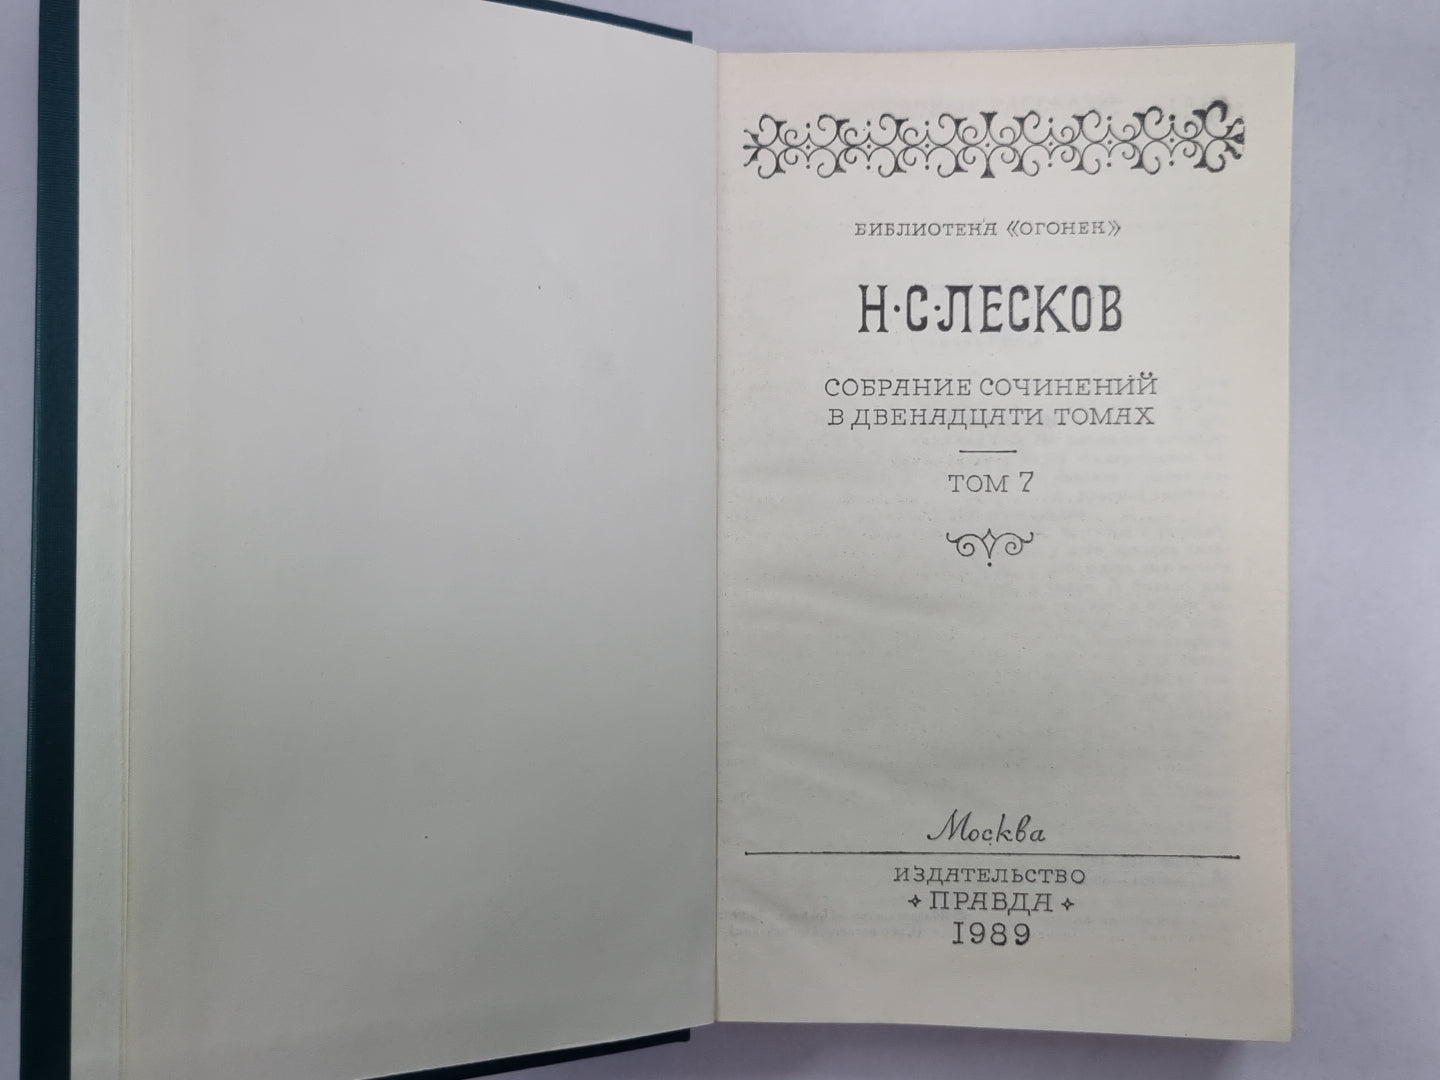 БИБЛИОТЕКА «ОГОНЕК»
Н·С·ЛЕСКОВ
СОБРАНИЕ СОЧИНЕНИЙ
В ДВЕНАДЦАТИ ТОМАХ
ТОМ 7
Москва
ИЗДАТЕЛЬСТВО
ПРАВДА
1989